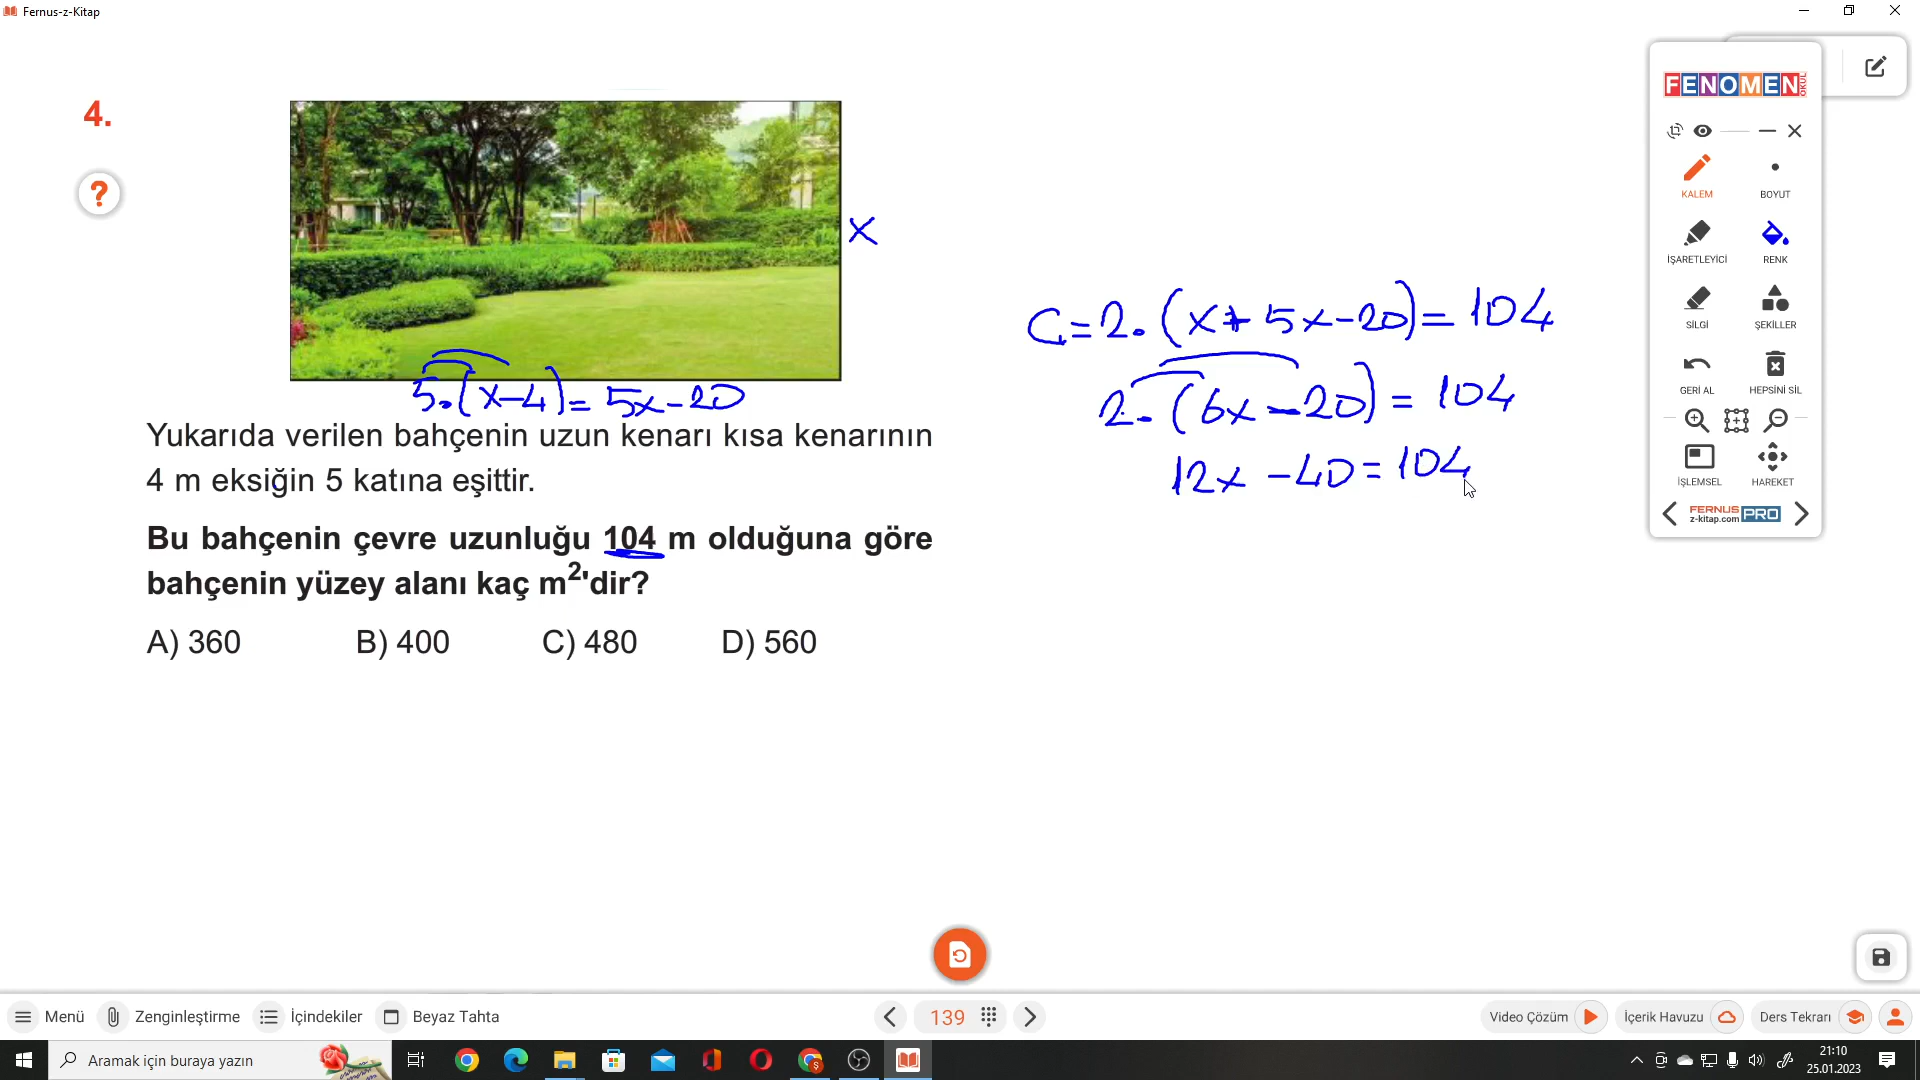 Fernus-z-Kitap
4.
?
x
5.(x-4)=5x-20
Yukarıda verilen bahçenin uzun kenarı kısa kenarının
4 m eksiğin 5 katına eşittir.
Bu bahçenin çevre uzunluğu 104 m olduğuna göre
bahçenin yüzey alanı kaç m²'dir?
A) 360 B) 400 C) 480 D) 560
Ç=2.(x+5x-20)=104
2.(6x-20)=104
12x-40=104
FENOMEN OKUL
KALEM BOYUT
İŞARETLEYİCİ RENK
SİLGİ ŞEKİLLER
GERİ AL HEPSİNİ SİL
İŞLEMSEL HAREKET
FERNUS
z-kitap.com PRO
Menü Zenginleştirme İçindekiler Beyaz Tahta 139 Video Çözüm İçerik Havuzu Ders Tekrarı
Aramak için buraya yazın
21:10
25.01.2023